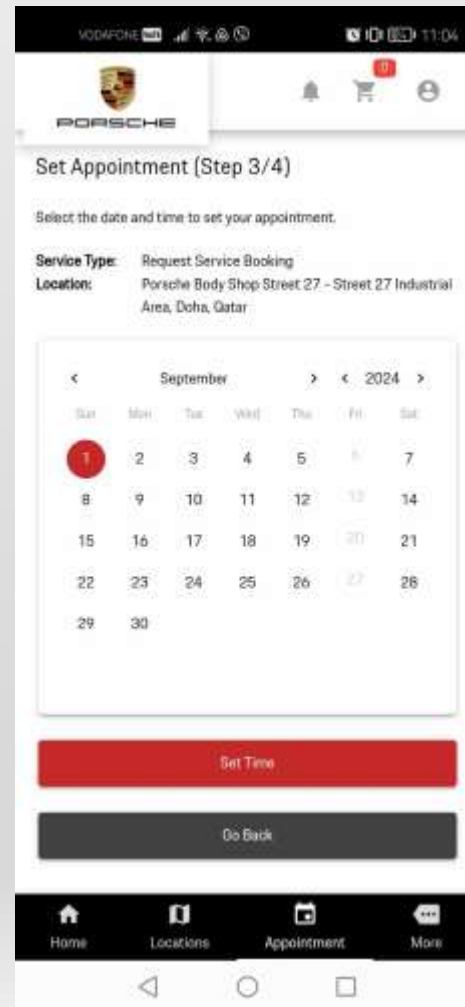 VODAFONE 11:04
0
PORSCHE
Set Appointment (Step 3/4)
Select the date and time to set your appointment.
Service Type: Request Service Booking
Location: Porsche Body Shop Street 27 - Street 27 Industrial
Area, Doha, Qatar
< September > < 2024 >
Sun Mon Tue Wed Thu Fri Sat
1 2 3 4 5 6 7
8 9 10 11 12 13 14
15 16 17 18 19 20 21
22 23 24 25 26 27 28
29 30
Set Time
Go Back
Home Locations Appointment More